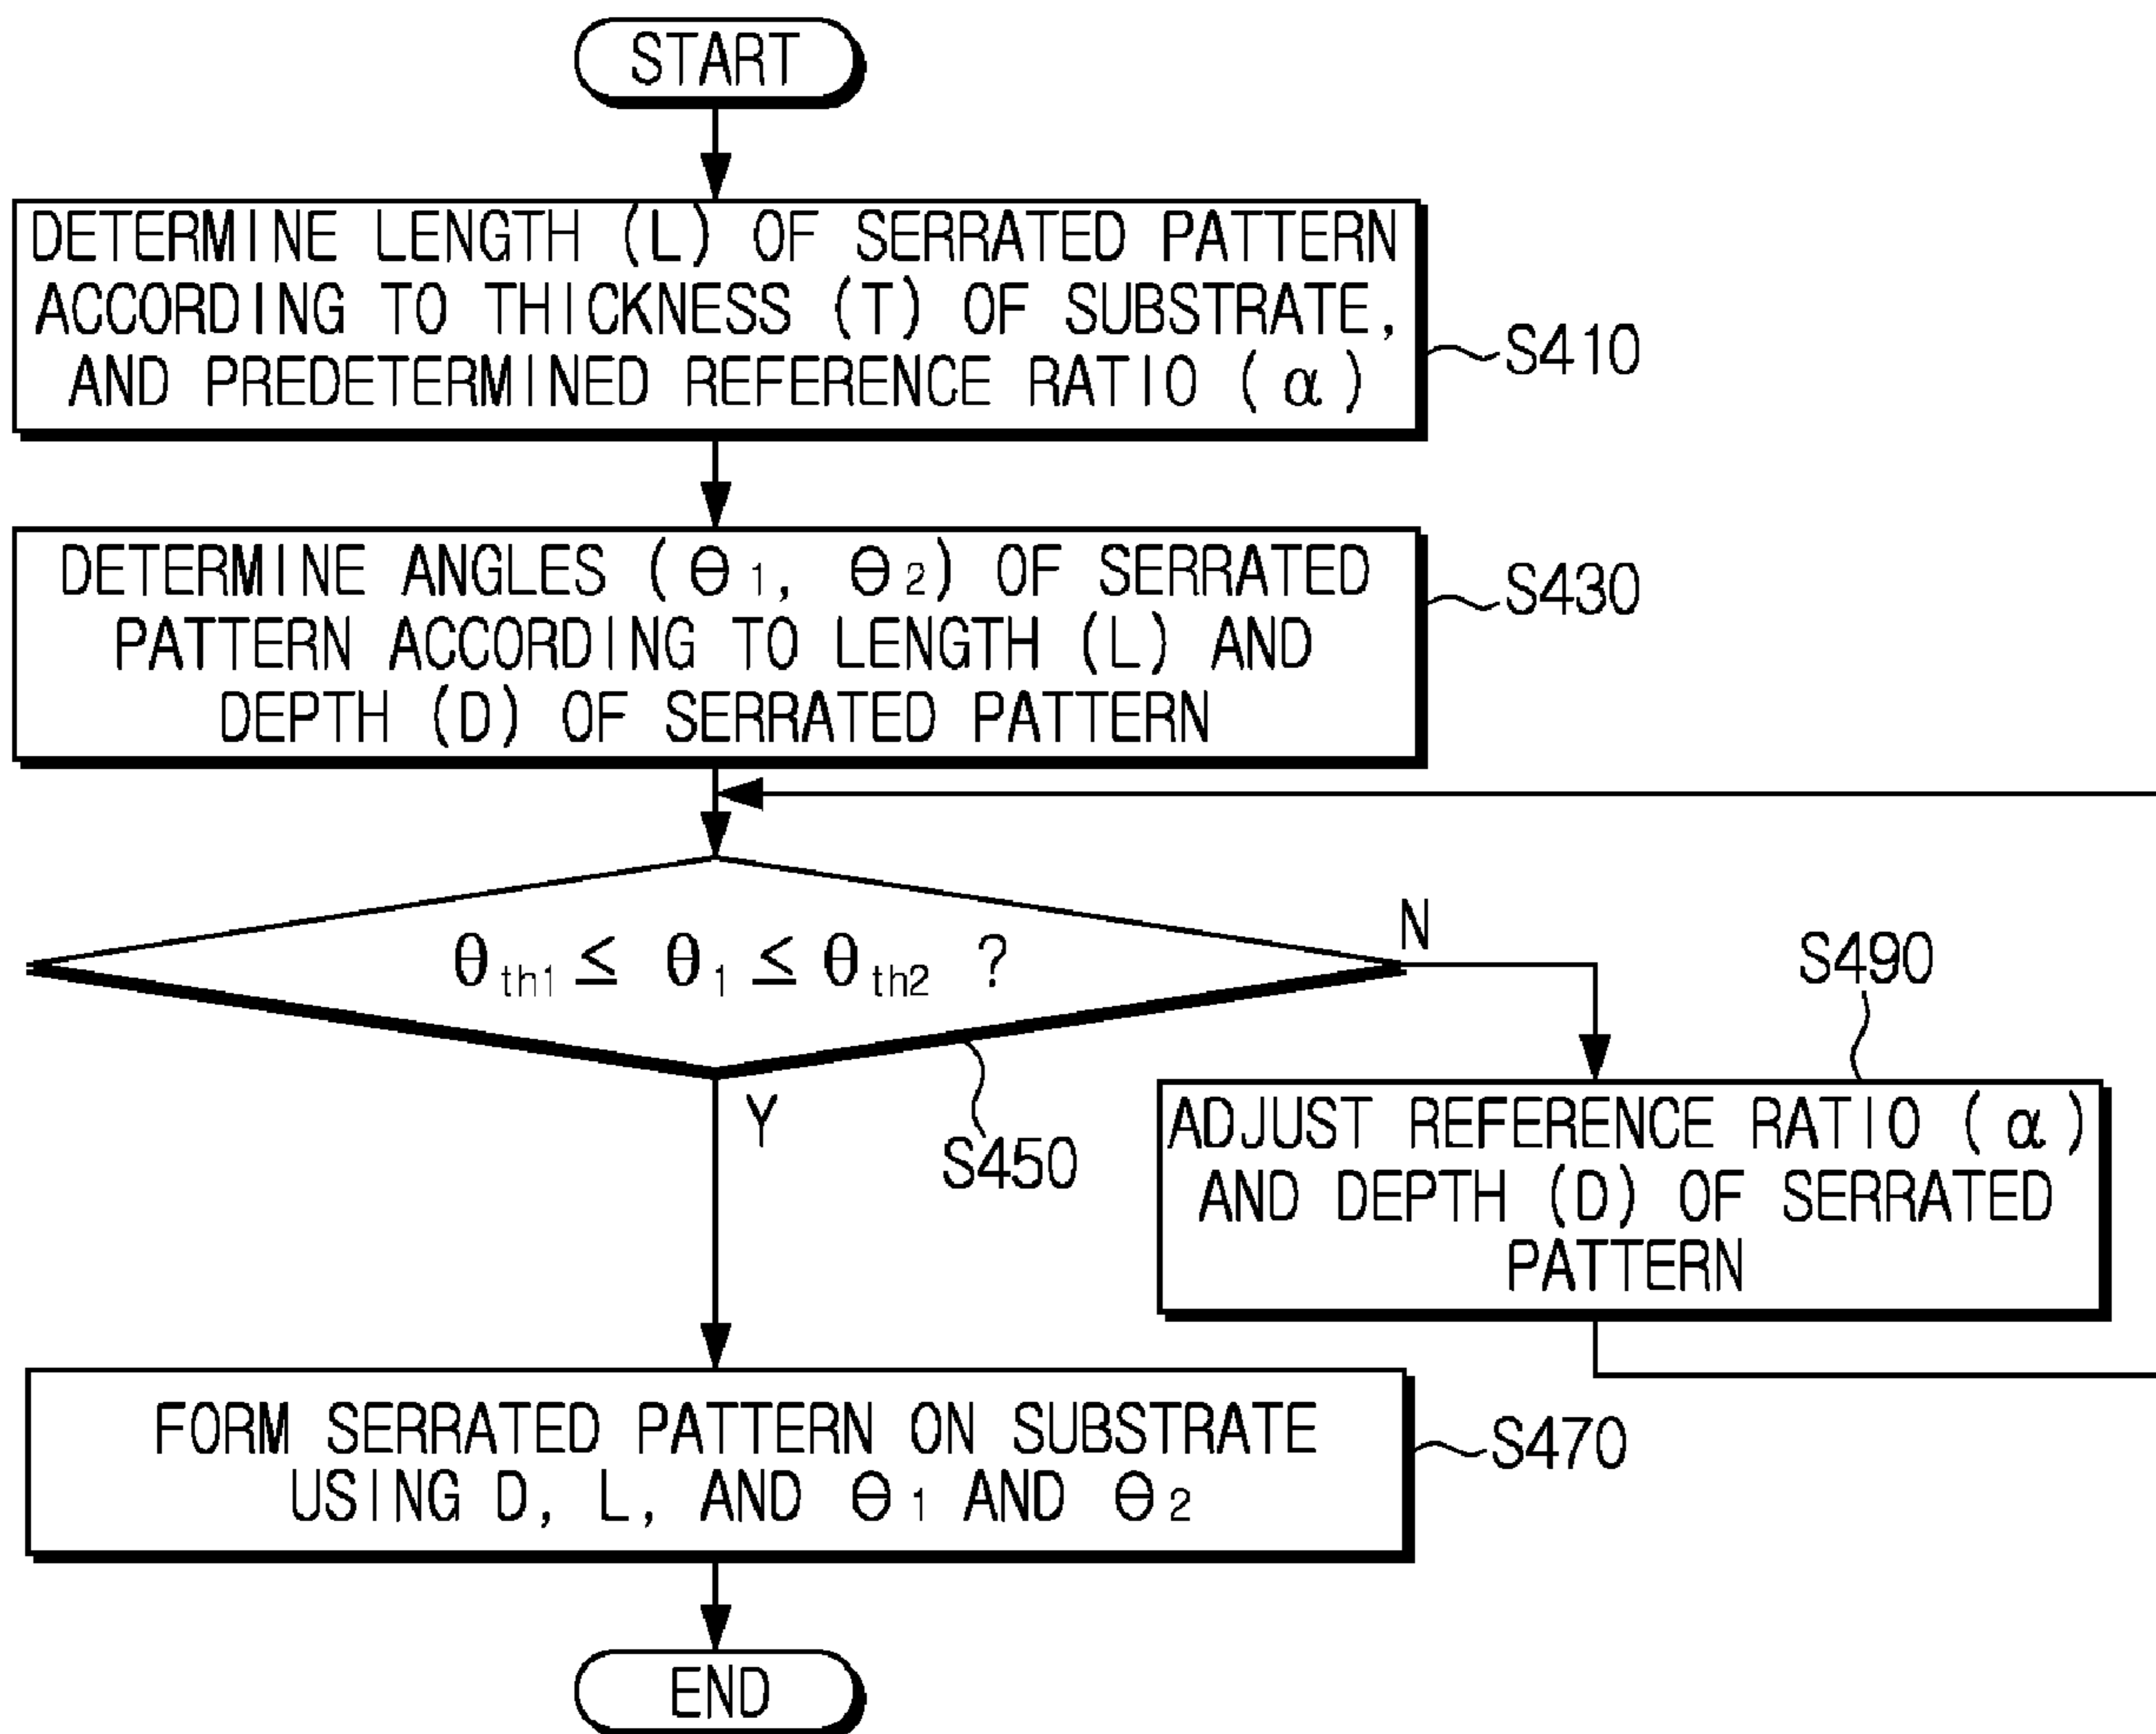 START
DETERMINE LENGTH (L) OF SERRATED PATTERN
ACCORDING TO THICKNESS (T) OF SUBSTRATE,
AND PREDETERMINED REFERENCE RATIO (α)
S410
DETERMINE ANGLES (θ1, θ2) OF SERRATED
PATTERN ACCORDING TO LENGTH (L) AND
DEPTH (D) OF SERRATED PATTERN
S430
θth1 ≤ θ1 ≤ θth2 ?
N
S450
Y
S490
ADJUST REFERENCE RATIO (α)
AND DEPTH (D) OF SERRATED
PATTERN
FORM SERRATED PATTERN ON SUBSTRATE
USING D, L, AND θ1 AND θ2
S470
END